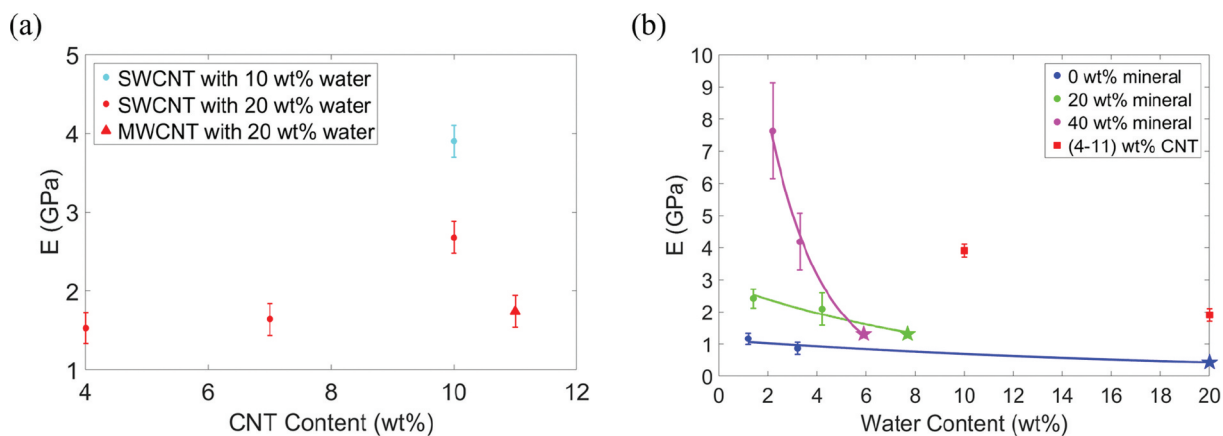 (a)
5
4
3
2
1
E (GPa)
SWCNT with 10 wt% water
SWCNT with 20 wt% water
MWCNT with 20 wt% water
4 6 8 10 12
CNT Content (wt%)
(b)
10
9
8
7
6
5
4
3
2
1
0
E (GPa)
0 wt% mineral
20 wt% mineral
40 wt% mineral
(4-11) wt% CNT
2 4 6 8 10 12 14 16 18 20
Water Content (wt%)